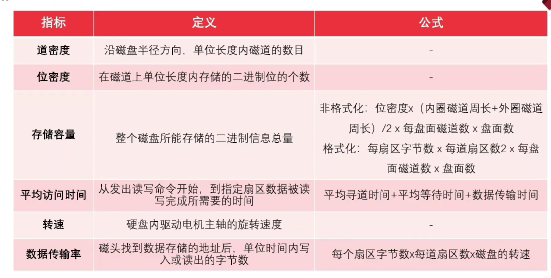 指标 定义 公式
道密度 沿磁盘半径方向，单位长度内磁道的数目 -
位密度 在磁道上单位长度内存储的二进制位的个数 -
存储容量 整个磁盘所能存储的二进制信息总量
非格式化：位密度x（内圈磁道周长+外圈磁道
周长）/2 x 每盘面磁道数 x 盘面数
格式化：每扇区字节数 x 每道扇区数2 x 每盘
面磁道数 x 盘面数
平均访问时间
从发出读写命令开始，到指定扇区数据被读
写完成所需要的时间
平均寻道时间+平均等待时间+数据传输时间
转速 硬盘内驱动电机主轴的旋转速度 -
数据传输率
磁头找到数据存储的地址后，单位时间内写
入或读出的字节数
每个扇区字节数x每道扇区数x磁盘的转速